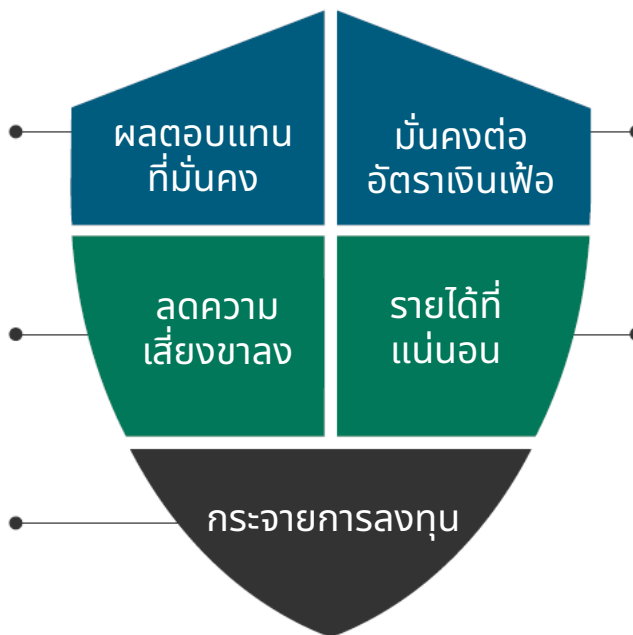 ผลตอบแทน
ที่มั่นคง
มั่นคงต่อ
อัตราเงินเฟ้อ
ลดความ
เสี่ยงขาลง
รายได้ที่
แน่นอน
กระจายการลงทุน